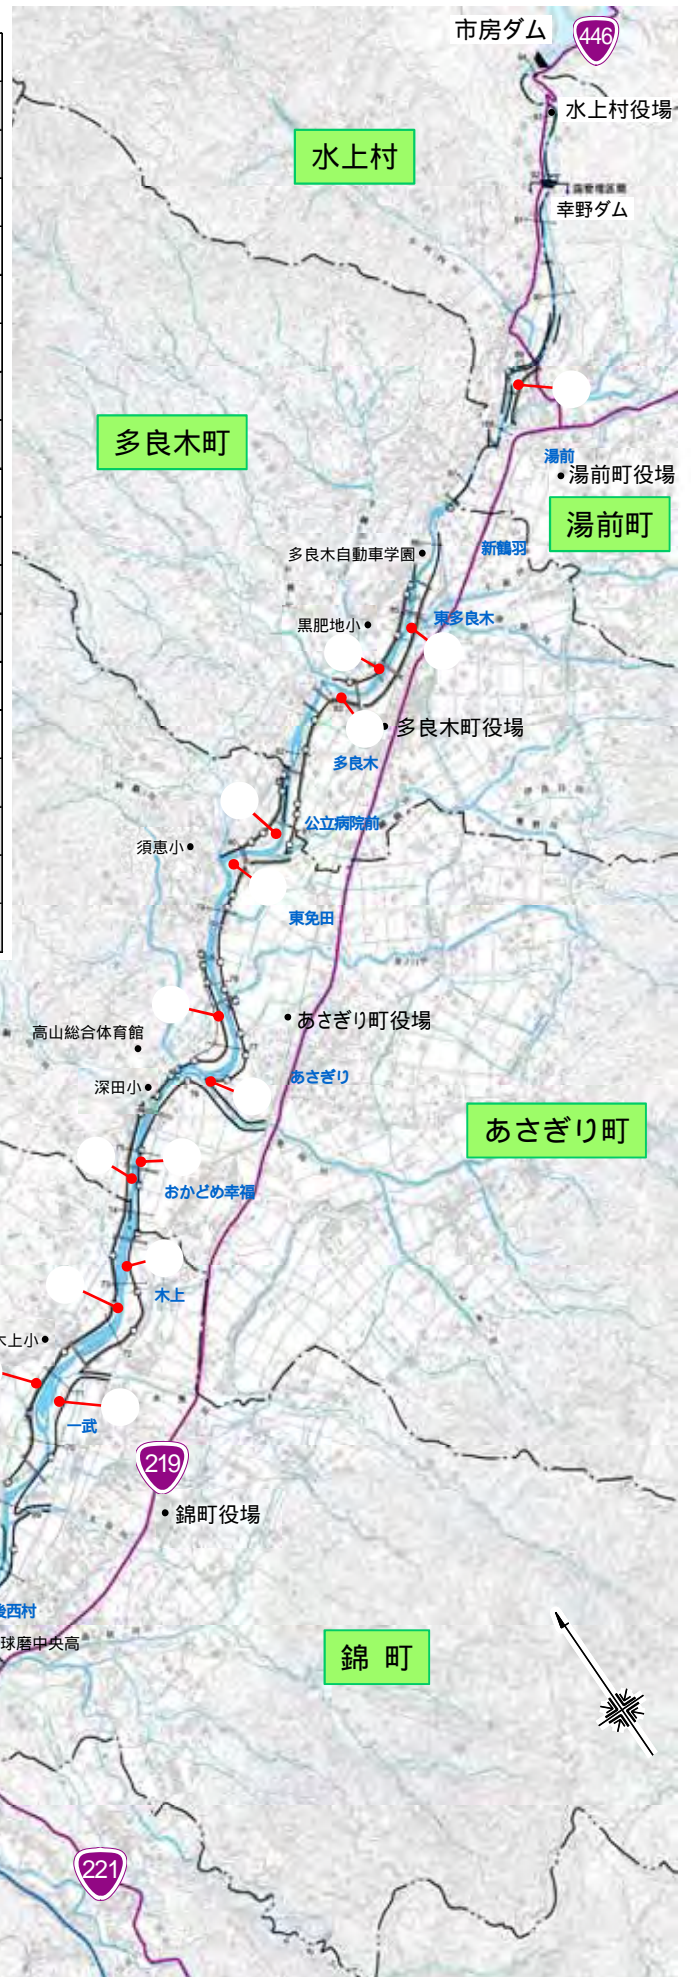 市房ダム
446
水上村役場
水上村
幸野ダム
多良木町
湯前
湯前町役場
湯前町
新鶴羽
多良木自動車学園
東多良木
黒肥地小
多良木町役場
多良木
公立病院前
須恵小
東免田
あさぎり町役場
高山総合体育館
あさぎり
深田小
あさぎり町
おかどめ幸福
木上
木上小
一武
219
錦町役場
後西村
球磨中央高
錦 町
221